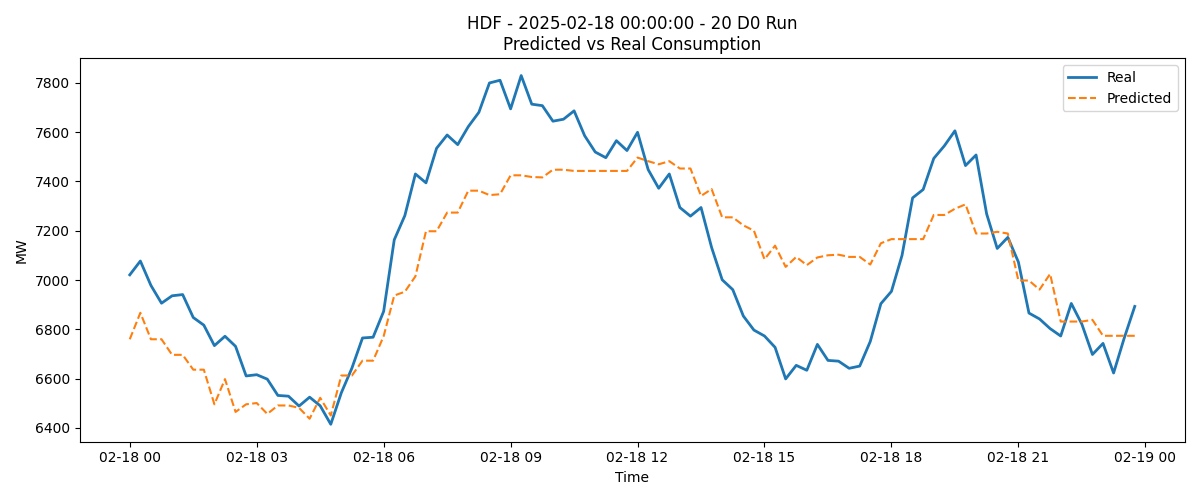 HDF - 2025-02-18 00:00:00 - 20 D0 Run
Predicted vs Real Consumption
Real
Predicted
MW
7800
7600
7400
7200
7000
6800
6600
6400
02-18 00
02-18 03
02-18 06
02-18 09
02-18 12
02-18 15
02-18 18
02-18 21
02-19 00
Time